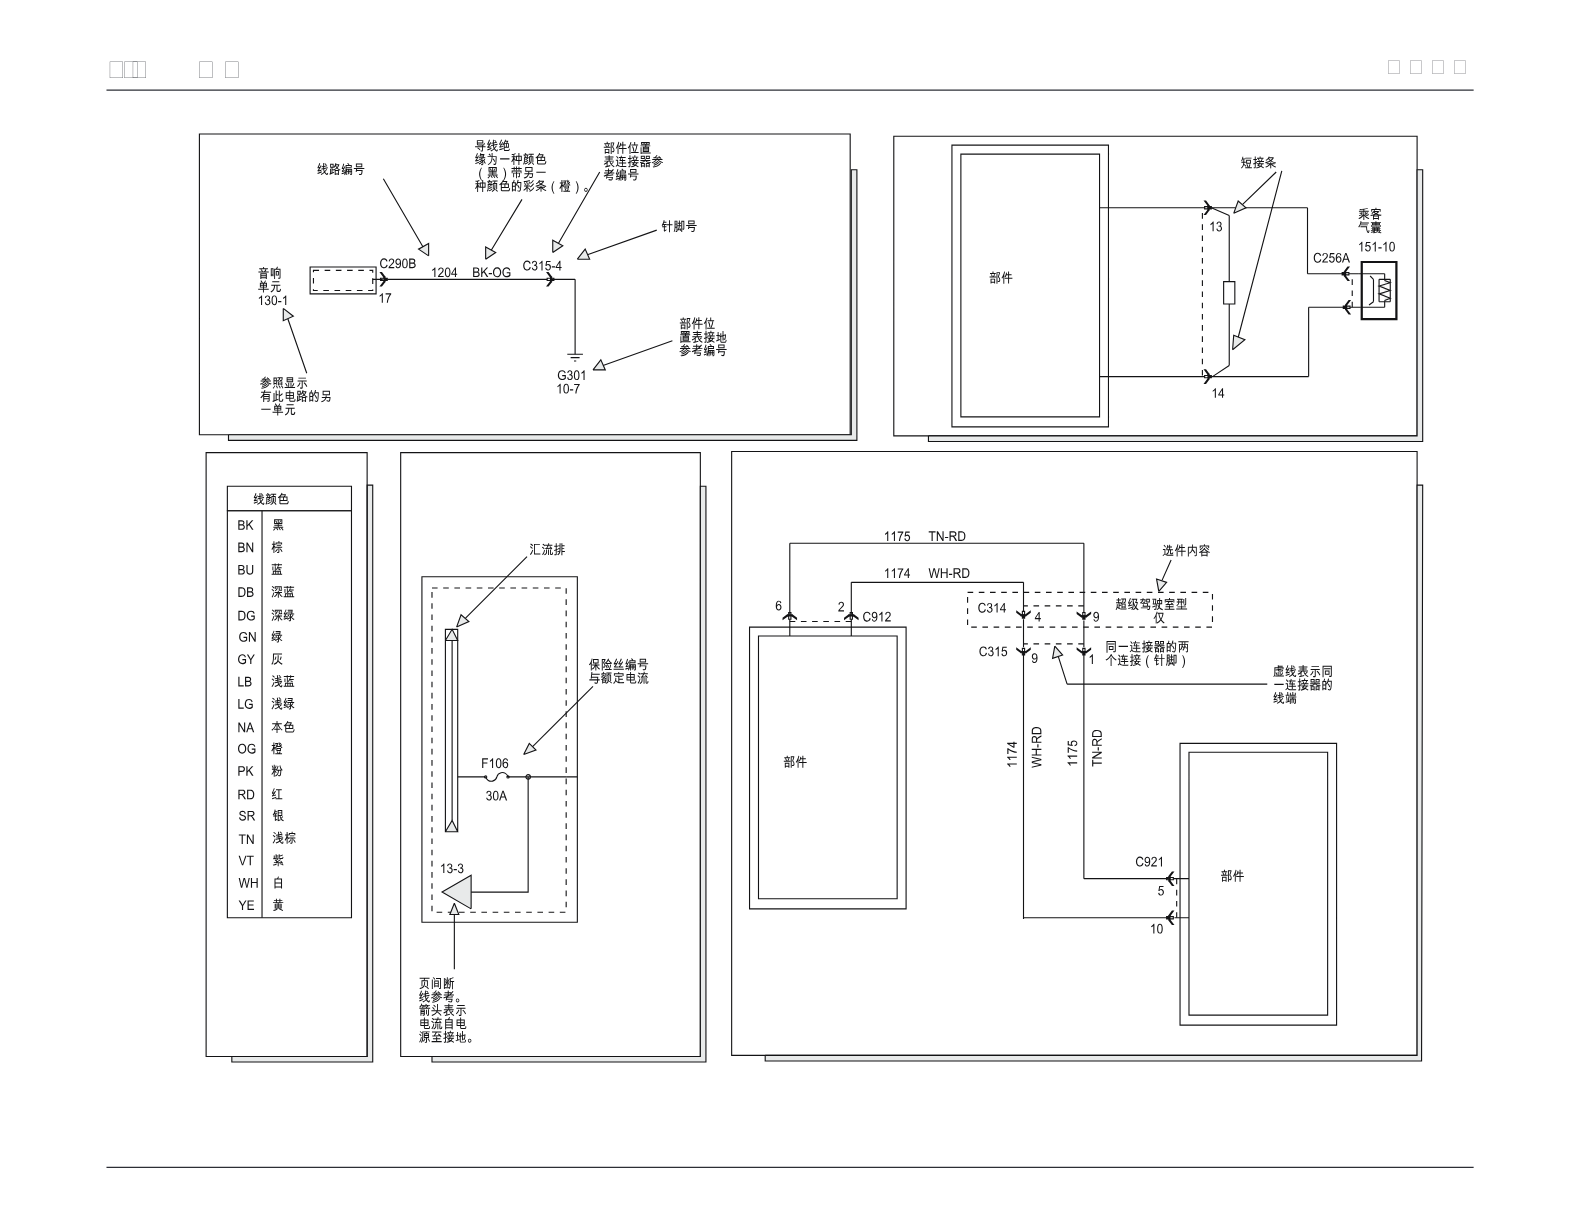 线路编号
导线绝
缘为一种颜色
（黑）带另一
种颜色的彩条（橙）。
部件位置
表连接器参
考编号
针脚号
音响
单元
130-1
C290B
17
1204
BK-OG
C315-4
部件位
置表接地
参考编号
G301
10-7
参照显示
有此电路的另
一单元
部件
短接条
13
14
乘客
气囊
151-10
C256A
线颜色
BK 黑
BN 棕
BU 蓝
DB 深蓝
DG 深绿
GN 绿
GY 灰
LB 浅蓝
LG 浅绿
NA 本色
OG 橙
PK 粉
RD 红
SR 银
TN 浅棕
VT 紫
WH 白
YE 黄
汇流排
保险丝编号
与额定电流
F106
30A
13-3
页间断
线参考。
箭头表示
电流自电
源至接地。
1175 TN-RD
1174 WH-RD
6
2
C912
选件内容
C314
4
9
超级驾驶室型
仅
C315
9
1
同一连接器的两
个连接（针脚）
虚线表示同
一连接器的
线端
1174
WH-RD
1175
TN-RD
部件
C921
5
10
部件